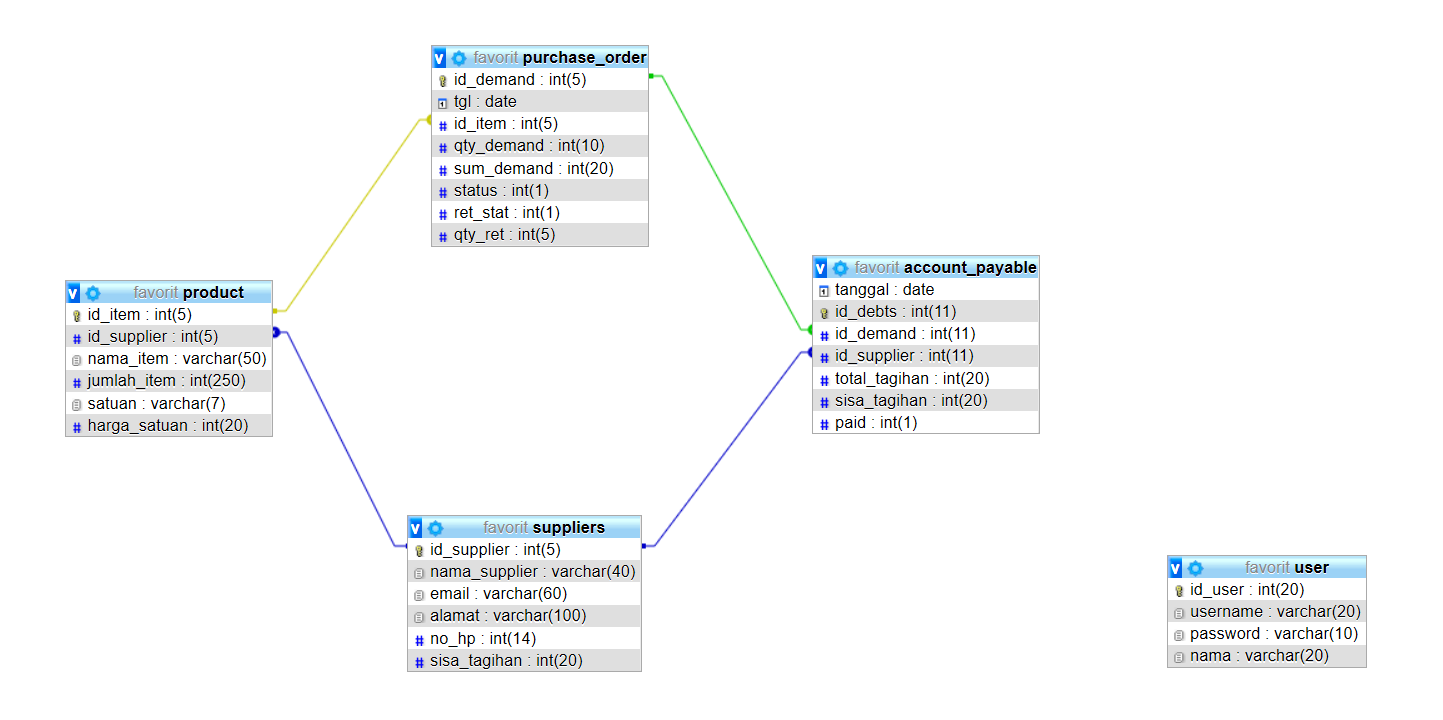 favorit purchase_order
id_demand : int(5)
tgl : date
id_item : int(5)
qty_demand : int(10)
sum_demand : int(20)
status : int(1)
ret_stat : int(1)
qty_ret : int(5)
favorit product
id_item : int(5)
id_supplier : int(5)
nama_item : varchar(50)
jumlah_item : int(250)
satuan : varchar(7)
harga_satuan : int(20)
favorit account_payable
tanggal : date
id_debts : int(11)
id_demand : int(11)
id_supplier : int(11)
total_tagihan : int(20)
sisa_tagihan : int(20)
paid : int(1)
favorit suppliers
id_supplier : int(5)
nama_supplier : varchar(40)
email : varchar(60)
alamat : varchar(100)
no_hp : int(14)
sisa_tagihan : int(20)
favorit user
id_user : int(20)
username : varchar(20)
password : varchar(10)
nama : varchar(20)